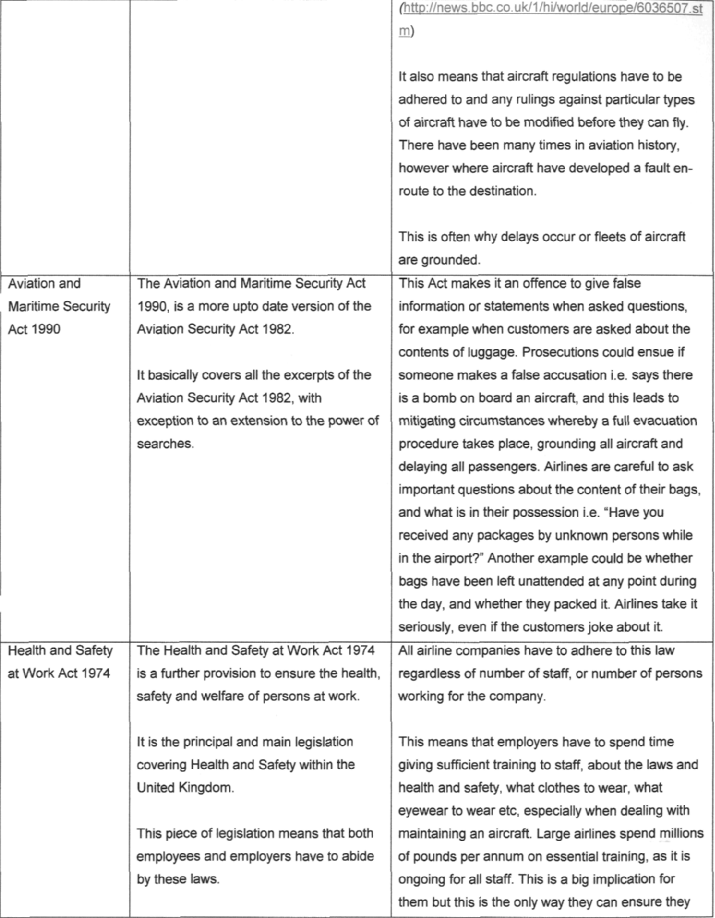 (http://news.bbc.co.uk/1/hi/world/europe/6036507.st
m)
It also means that aircraft regulations have to be
adhered to and any rulings against particular types
of aircraft have to be modified before they can fly.
There have been many times in aviation history,
however where aircraft have developed a fault en-
route to the destination.
This is often why delays occur or fleets of aircraft
are grounded.
Aviation and
Maritime Security
Act 1990
The Aviation and Maritime Security Act
1990, is a more upto date version of the
Aviation Security Act 1982.
It basically covers all the excerpts of the
Aviation Security Act 1982, with
exception to an extension to the power of
searches.
This Act makes it an offence to give false
information or statements when asked questions,
for example when customers are asked about the
contents of luggage. Prosecutions could ensue if
someone makes a false accusation i.e. says there
is a bomb on board an aircraft, and this leads to
mitigating circumstances whereby a full evacuation
procedure takes place, grounding all aircraft and
delaying all passengers. Airlines are careful to ask
important questions about the content of their bags,
and what is in their possession i.e. "Have you
received any packages by unknown persons while
in the airport?" Another example could be whether
bags have been left unattended at any point during
the day, and whether they packed it. Airlines take it
seriously, even if the customers joke about it.
Health and Safety
at Work Act 1974
The Health and Safety at Work Act 1974
is a further provision to ensure the health,
safety and welfare of persons at work.
It is the principal and main legislation
covering Health and Safety within the
United Kingdom.
This piece of legislation means that both
employees and employers have to abide
by these laws.
All airline companies have to adhere to this law
regardless of number of staff, or number of persons
working for the company.
This means that employers have to spend time
giving sufficient training to staff, about the laws and
health and safety, what clothes to wear, what
eyewear to wear etc, especially when dealing with
maintaining an aircraft. Large airlines spend millions
of pounds per annum on essential training, as it is
ongoing for all staff. This is a big implication for
them but this is the only way they can ensure they